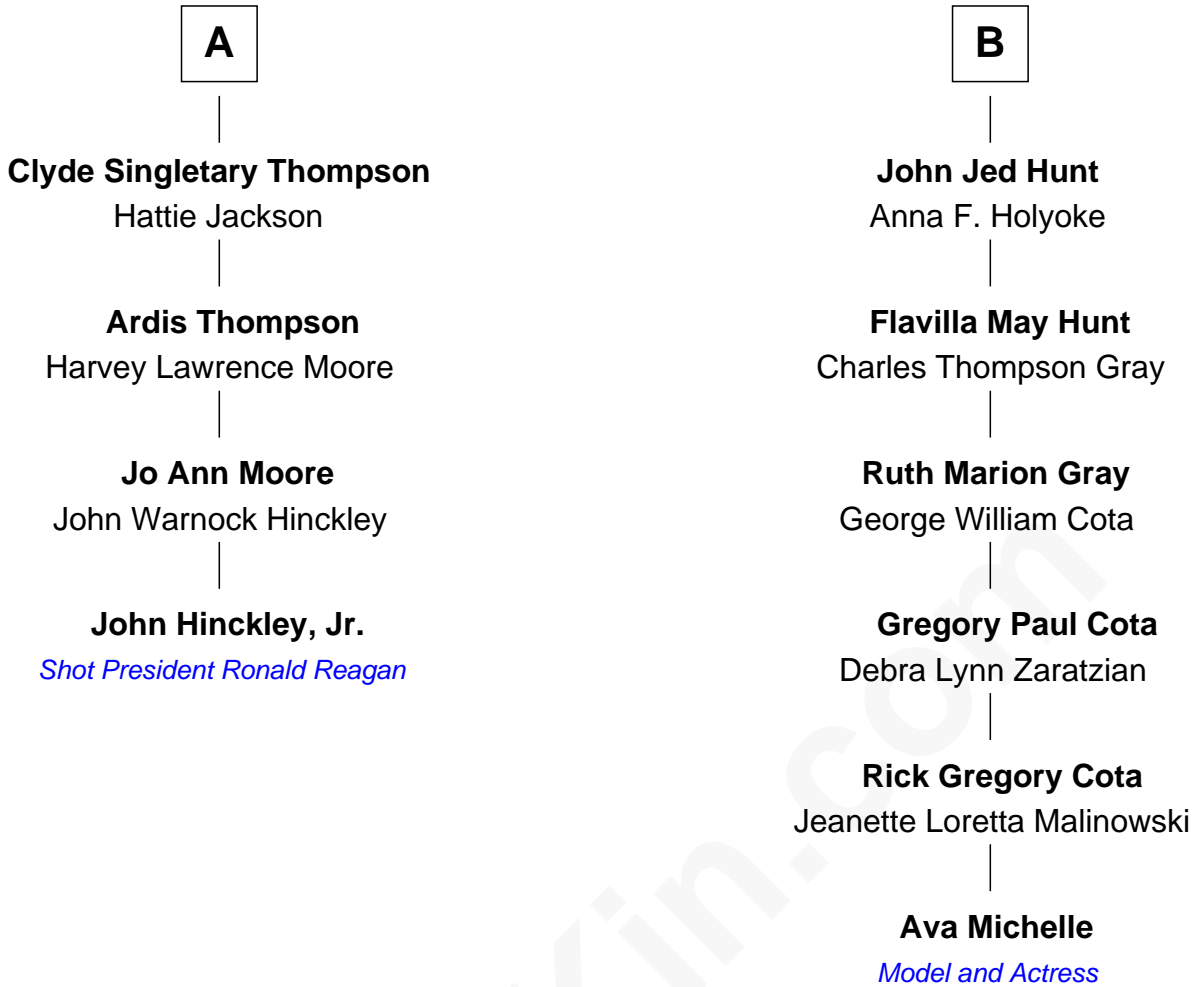 A
Clyde Singletary Thompson
Hattie Jackson
Ardis Thompson
Harvey Lawrence Moore
Jo Ann Moore
John Warnock Hinckley
John Hinckley, Jr.
Shot President Ronald Reagan
B
John Jed Hunt
Anna F. Holyoke
Flavilla May Hunt
Charles Thompson Gray
Ruth Marion Gray
George William Cota
Gregory Paul Cota
Debra Lynn Zaratzian
Rick Gregory Cota
Jeanette Loretta Malinowski
Ava Michelle
Model and Actress
Kin.com